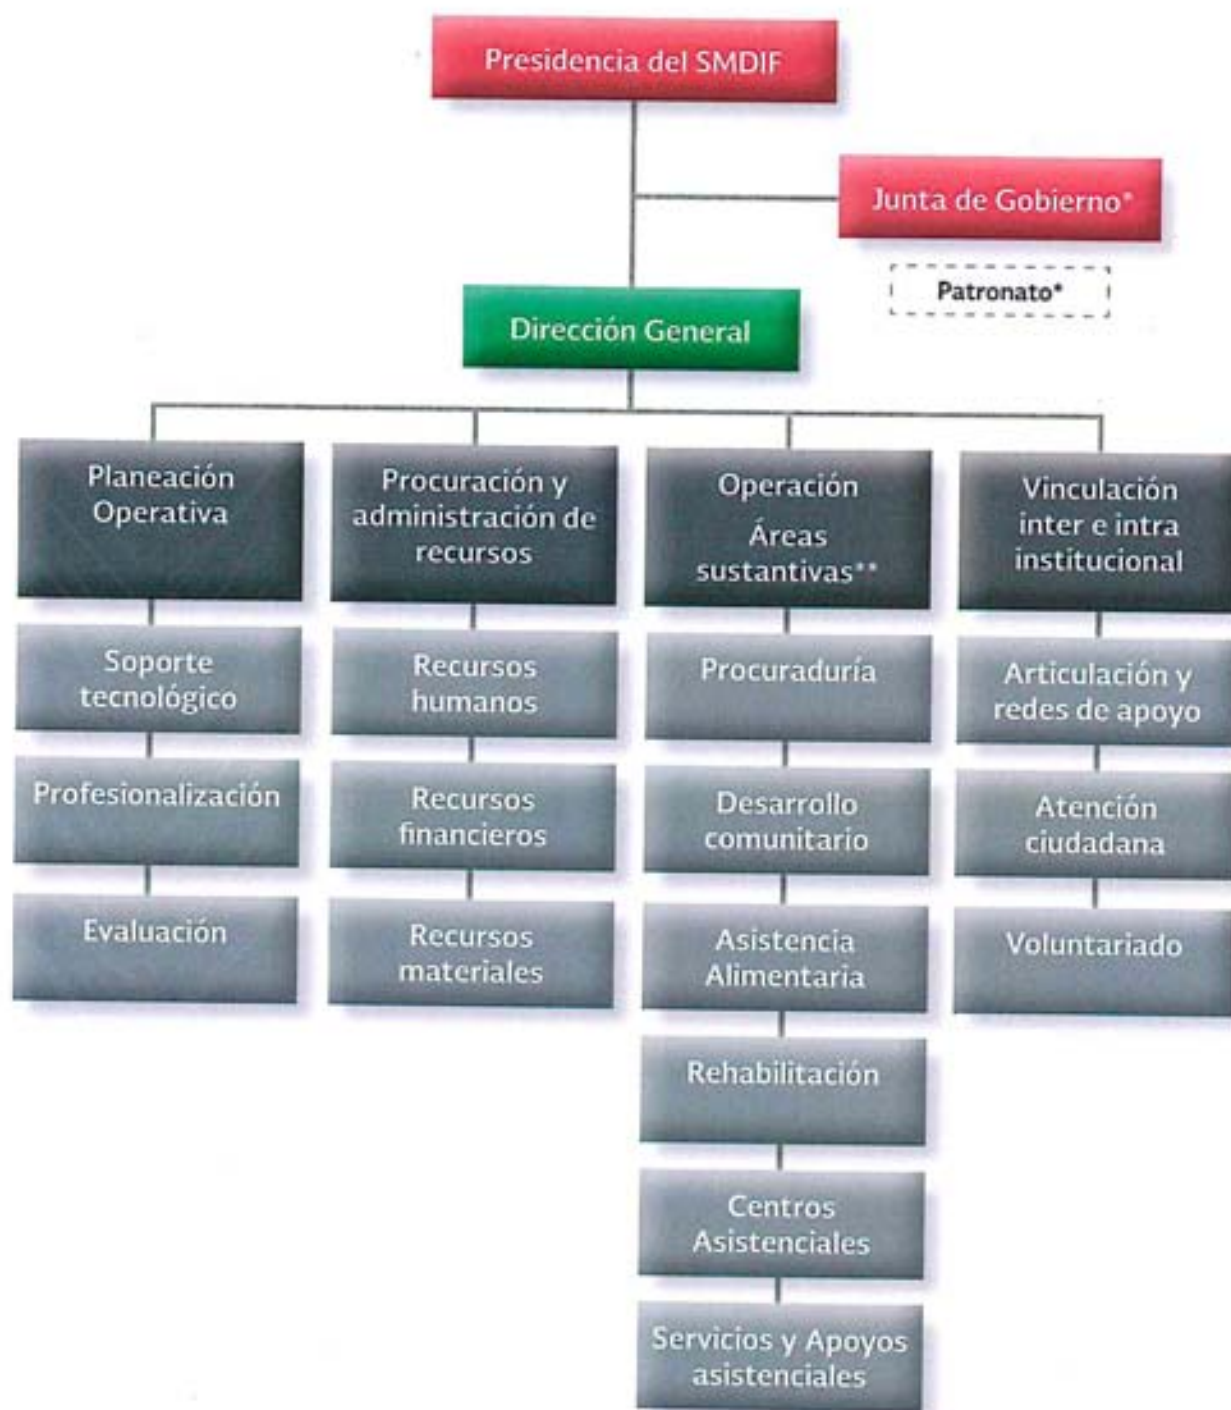 Presidencia del SMDIF
Junta de Gobierno*
Patronato*
Dirección General
Planeación
Operativa
Soporte
tecnológico
Profesionalización
Evaluación
Procuración y
administración de
recursos
Recursos
humanos
Recursos
financieros
Recursos
materiales
Operación
Áreas
sustantivas**
Procuraduría
Desarrollo
comunitario
Asistencia
Alimentaria
Rehabilitación
Centros
Asistenciales
Servicios y Apoyos
asistenciales
Vinculación
inter e intra
institucional
Articulación y
redes de apoyo
Atención
ciudadana
Voluntariado